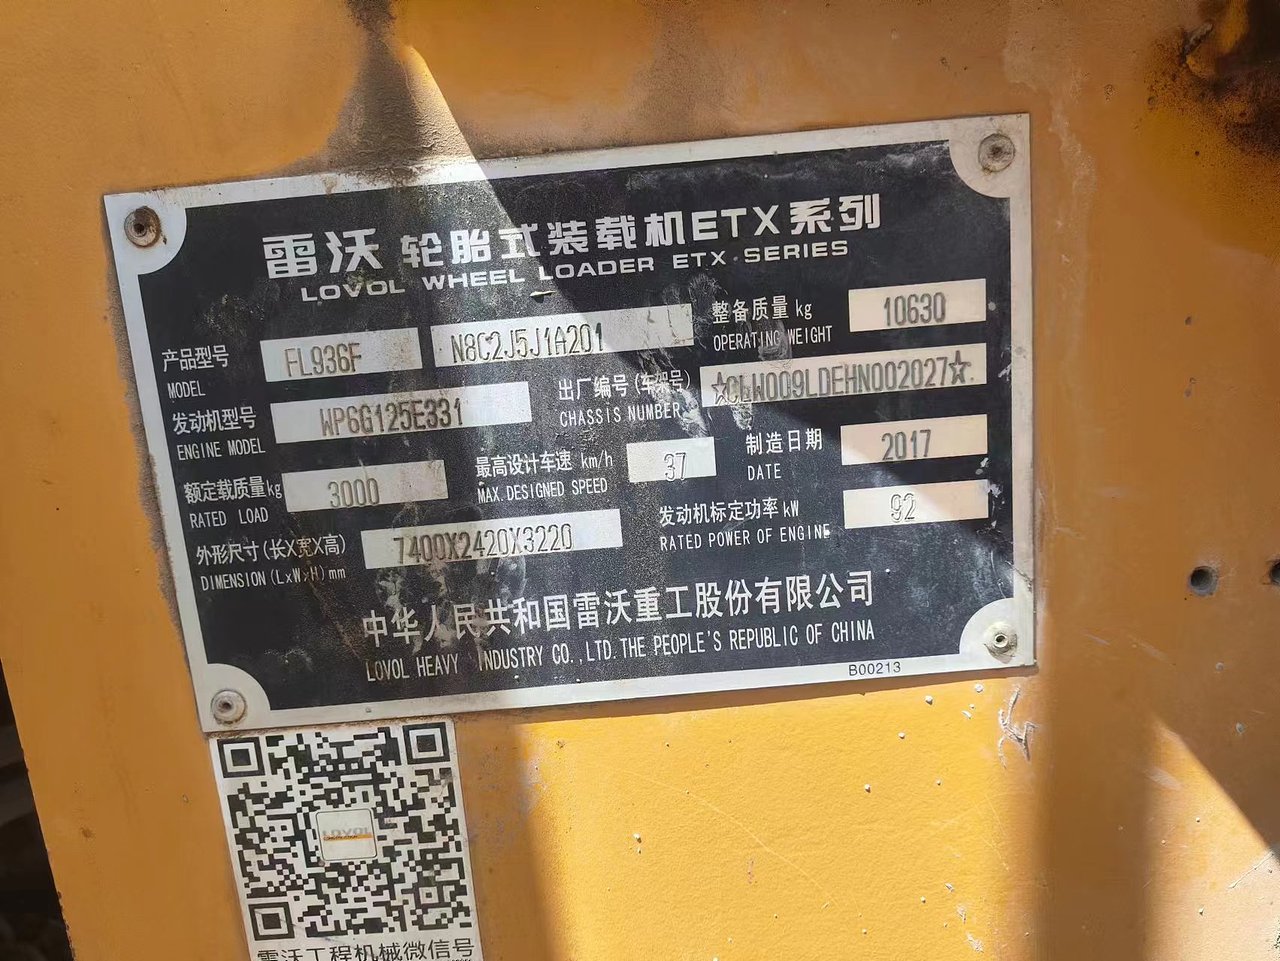 雷沃 轮胎式装载机ETX系列
LOVOL WHEEL LOADER ETX SERIES
产品型号 FL936F N8C2J5J1A201 整备质量 kg 10630
MODEL OPERATING WEIGHT
发动机型号 WP6G125E331 出厂编号(车架号) ☆CLW009LDEHN002027☆
ENGINE MODEL CHASSIS NUMBER
额定载质量kg 3000 最高设计车速 km/h 37 制造日期 2017
RATED LOAD MAX.DESIGNED SPEED DATE
外形尺寸(长X宽X高) 7400X2420X3220 发动机标定功率 kW 92
DIMENSION(LxWxH)mm RATED POWER OF ENGINE
中华人民共和国雷沃重工股份有限公司
LOVOL HEAVY INDUSTRY CO.,LTD.THE PEOPLE'S REPUBLIC OF CHINA
B00213
LOVOL
CONSTRUCTION
雷沃工程机械微信号